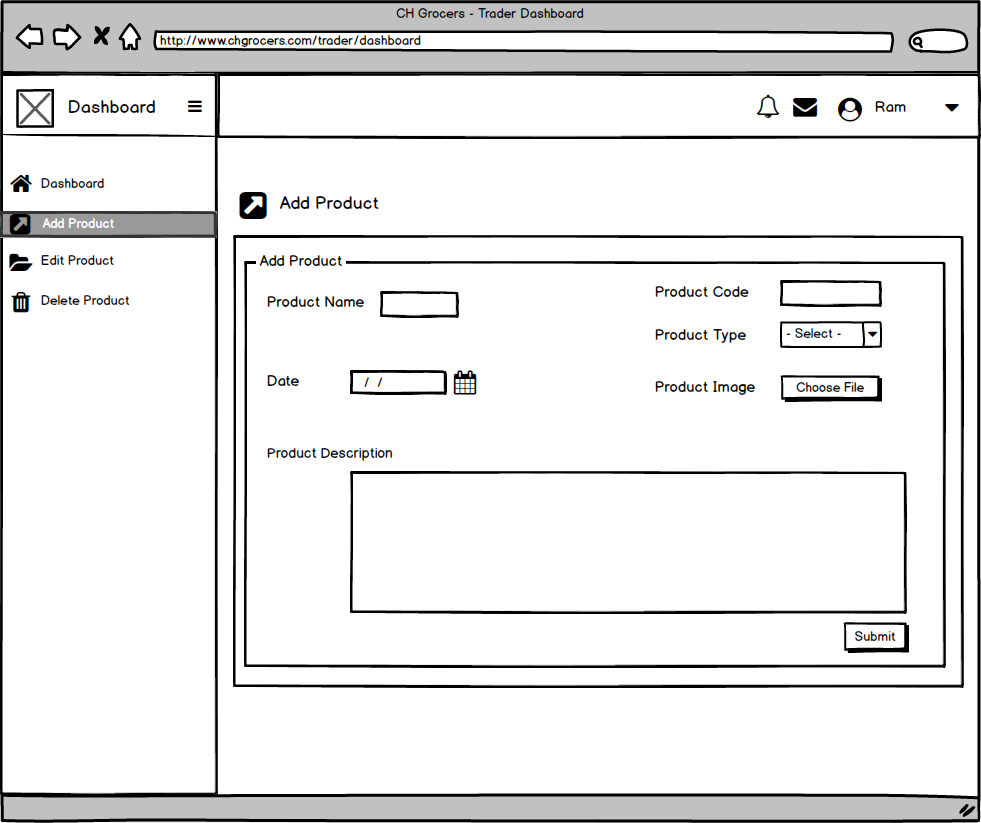 CH Grocers - Trader Dashboard
http://www.chgrocers.com/trader/dashboard
Dashboard
Ram
Dashboard
Add Product
Edit Product
Delete Product
Add Product
Add Product
Product Name
Product Code
Product Type
- Select -
Date
/ /
Product Image
Choose File
Product Description
Submit